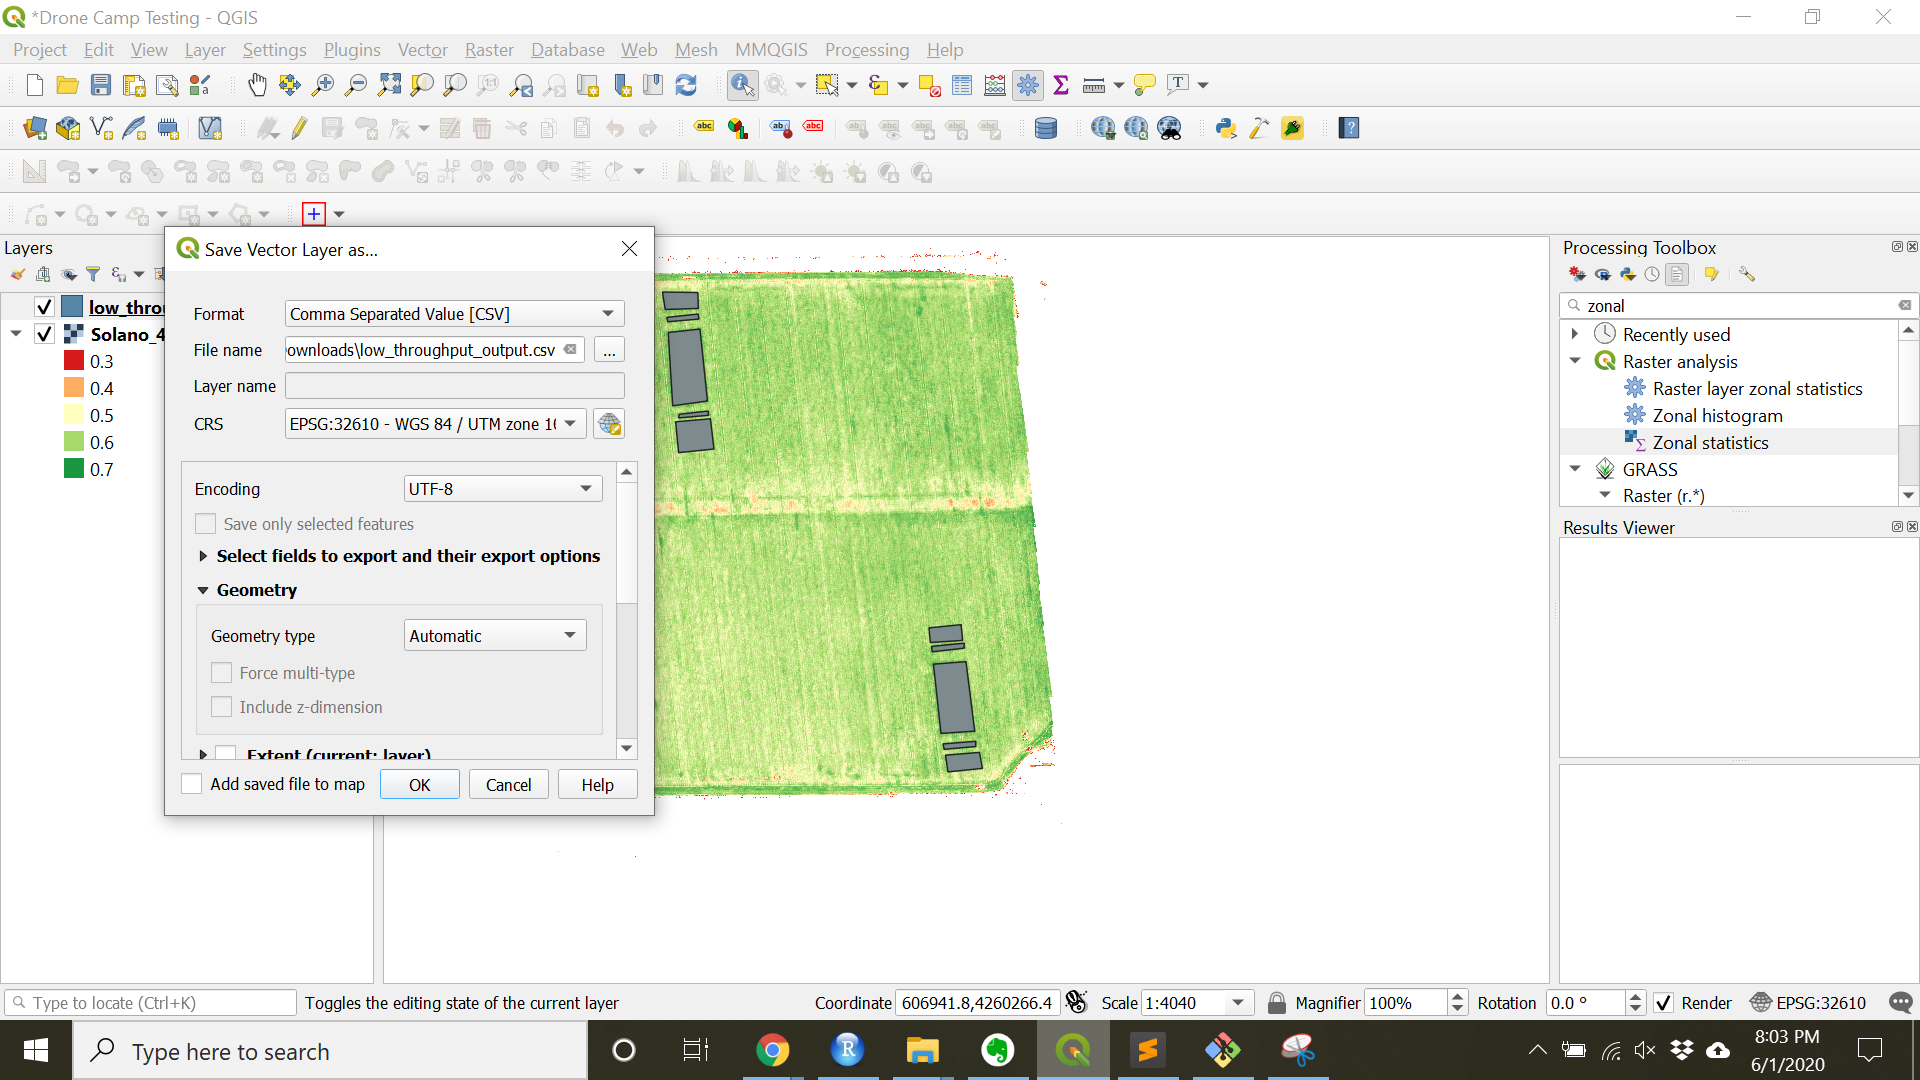 *Drone Camp Testing - QGIS
Project Edit View Layer Settings Plugins Vector Raster Database Web Mesh MMQGIS Processing Help
Layers
low_throu
Solano_4
0.3
0.4
0.5
0.6
0.7
Save Vector Layer as...
Format Comma Separated Value [CSV]
File name ownloads\low_throughput_output.csv ...
Layer name
CRS EPSG:32610 - WGS 84 / UTM zone 1(
Encoding UTF-8
Save only selected features
Select fields to export and their export options
Geometry
Geometry type Automatic
Force multi-type
Include z-dimension
Extent (current: layer)
Add saved file to map OK Cancel Help
Processing Toolbox
zonal
Recently used
Raster analysis
Raster layer zonal statistics
Zonal histogram
Zonal statistics
GRASS
Raster (r.*)
Results Viewer
Type to locate (Ctrl+K) Toggles the editing state of the current layer Coordinate 606941.8,4260266.4 Scale 1:4040 Magnifier 100% Rotation 0.0 ° Render EPSG:32610
Type here to search
8:03 PM
6/1/2020